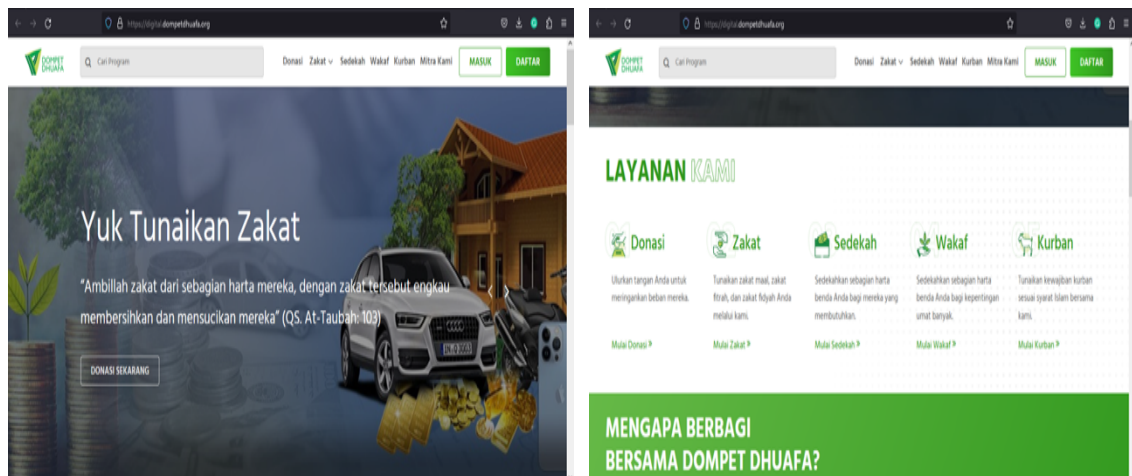 https://digital.dompetdhuafa.org
DOMPET
DHUAFA
Cari Program
Donasi Zakat Sedekah Wakaf Kurban Mitra Kami MASUK DAFTAR
Yuk Tunaikan Zakat
“Ambillah zakat dari sebagian harta mereka, dengan zakat tersebut engkau
membersihkan dan mensucikan mereka” (QS. At-Taubah: 103)
DONASI SEKARANG
https://digital.dompetdhuafa.org
DOMPET
DHUAFA
Cari Program
Donasi Zakat Sedekah Wakaf Kurban Mitra Kami MASUK DAFTAR
LAYANAN KAMI
Donasi
Ulurkan tangan Anda untuk
meringankan beban mereka.
Mulai Donasi »
Zakat
Tunaikan zakat maal, zakat
fitrah, dan zakat fidyah Anda
melalui kami.
Mulai Zakat »
Sedekah
Sedekahkan sebagian harta
benda Anda bagi mereka yang
membutuhkan.
Mulai Sedekah »
Wakaf
Sedekahkan sebagian harta
benda Anda bagi kepentingan
umat banyak.
Mulai Wakaf »
Kurban
Tunaikan kewajiban kurban
sesuai syarat Islam bersama
kami.
Mulai Kurban »
MENGAPA BERBAGI
BERSAMA DOMPET DHUAFA?